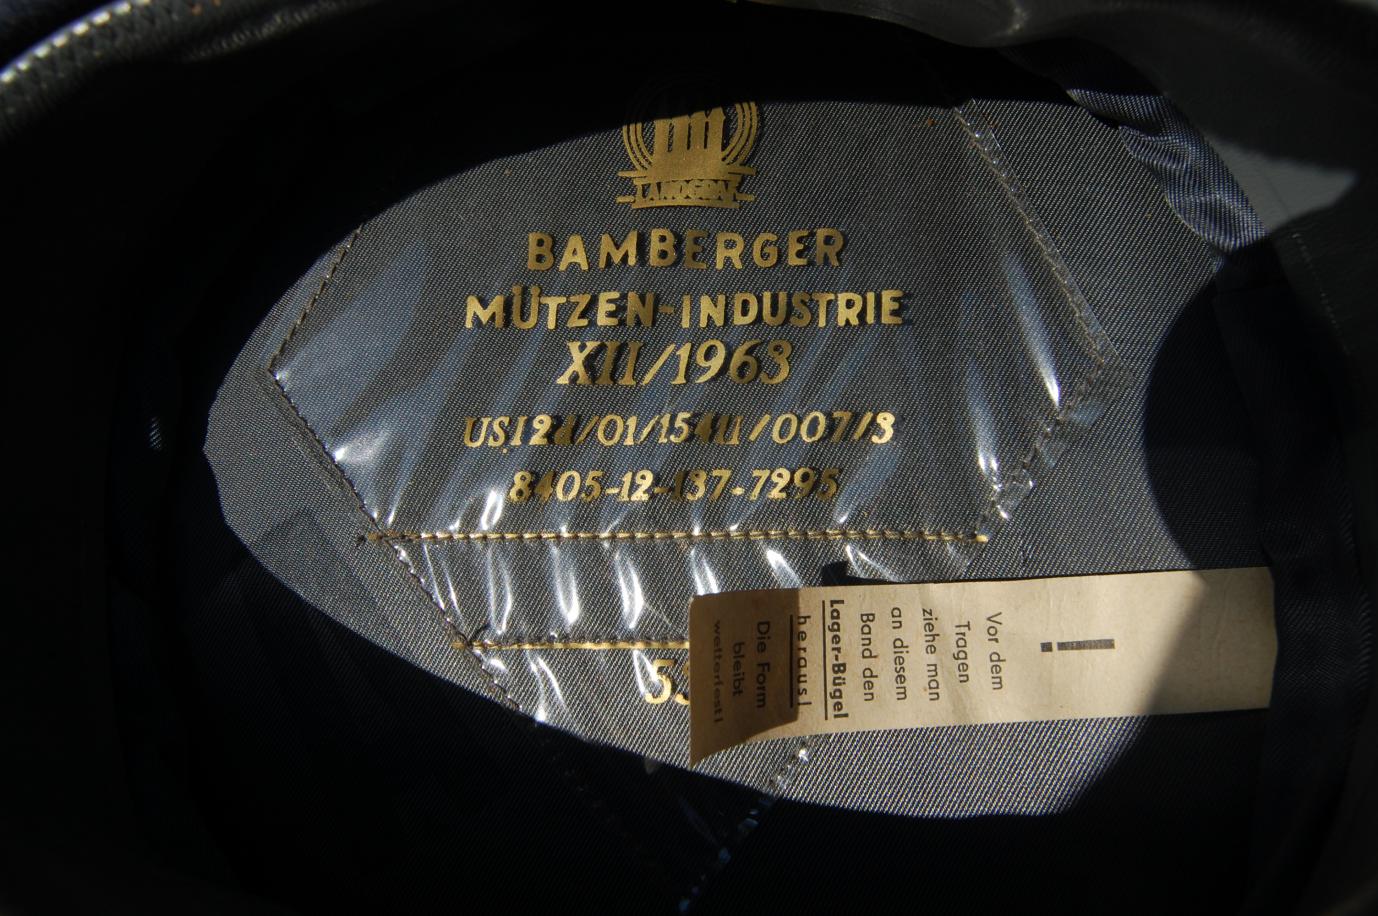 LANDGRAF
BAMBERGER
MÜTZEN-INDUSTRIE
XII/1963
8405-12-137-7295
!
Vor dem
Tragen
ziehe man
an diesem
Band den
Lager-Bügel
heraus!
Die Form
bleibt
wetterfest!